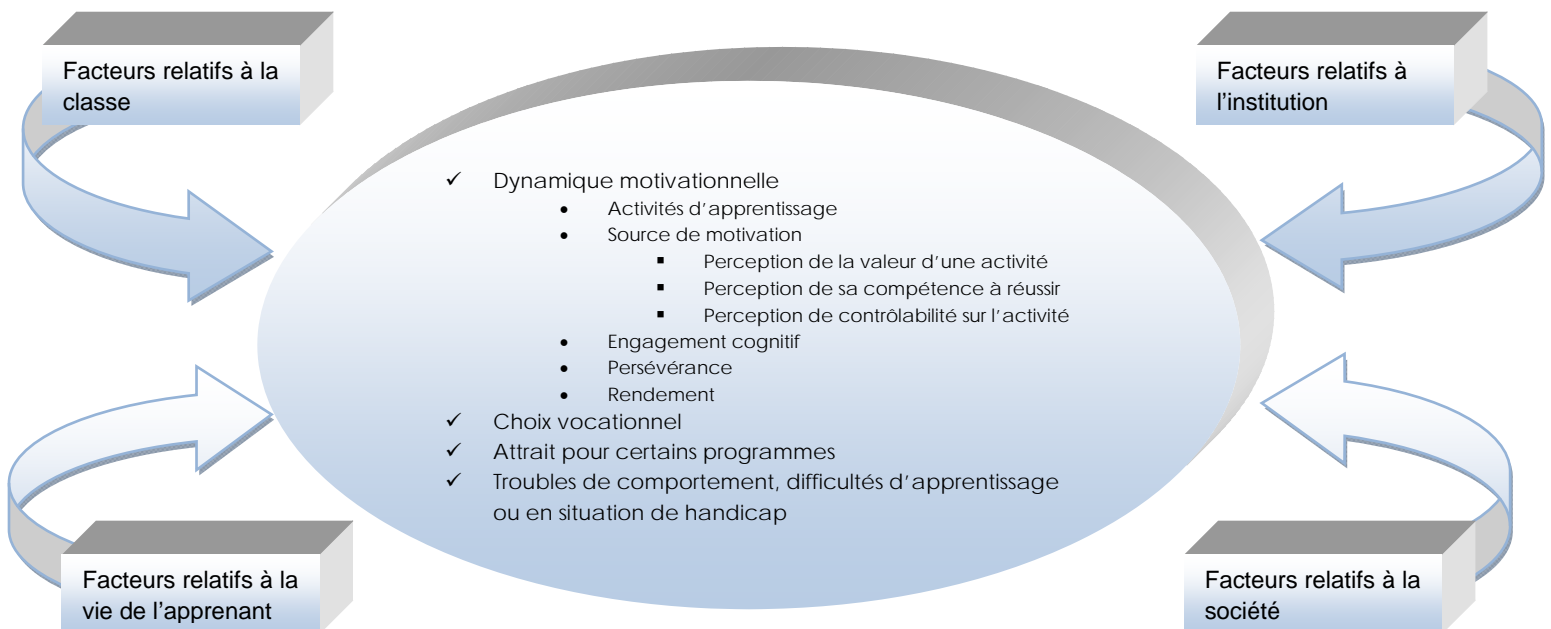 Facteurs relatifs à la
classe
Facteurs relatifs à
l'institution
✓ Dynamique motivationnelle
• Activités d'apprentissage
• Source de motivation
▪ Perception de la valeur d'une activité
▪ Perception de sa compétence à réussir
▪ Perception de contrôlabilité sur l'activité
• Engagement cognitif
• Persévérance
• Rendement
✓ Choix vocationnel
✓ Attrait pour certains programmes
✓ Troubles de comportement, difficultés d'apprentissage
ou en situation de handicap
Facteurs relatifs à la
vie de l'apprenant
Facteurs relatifs à la
société